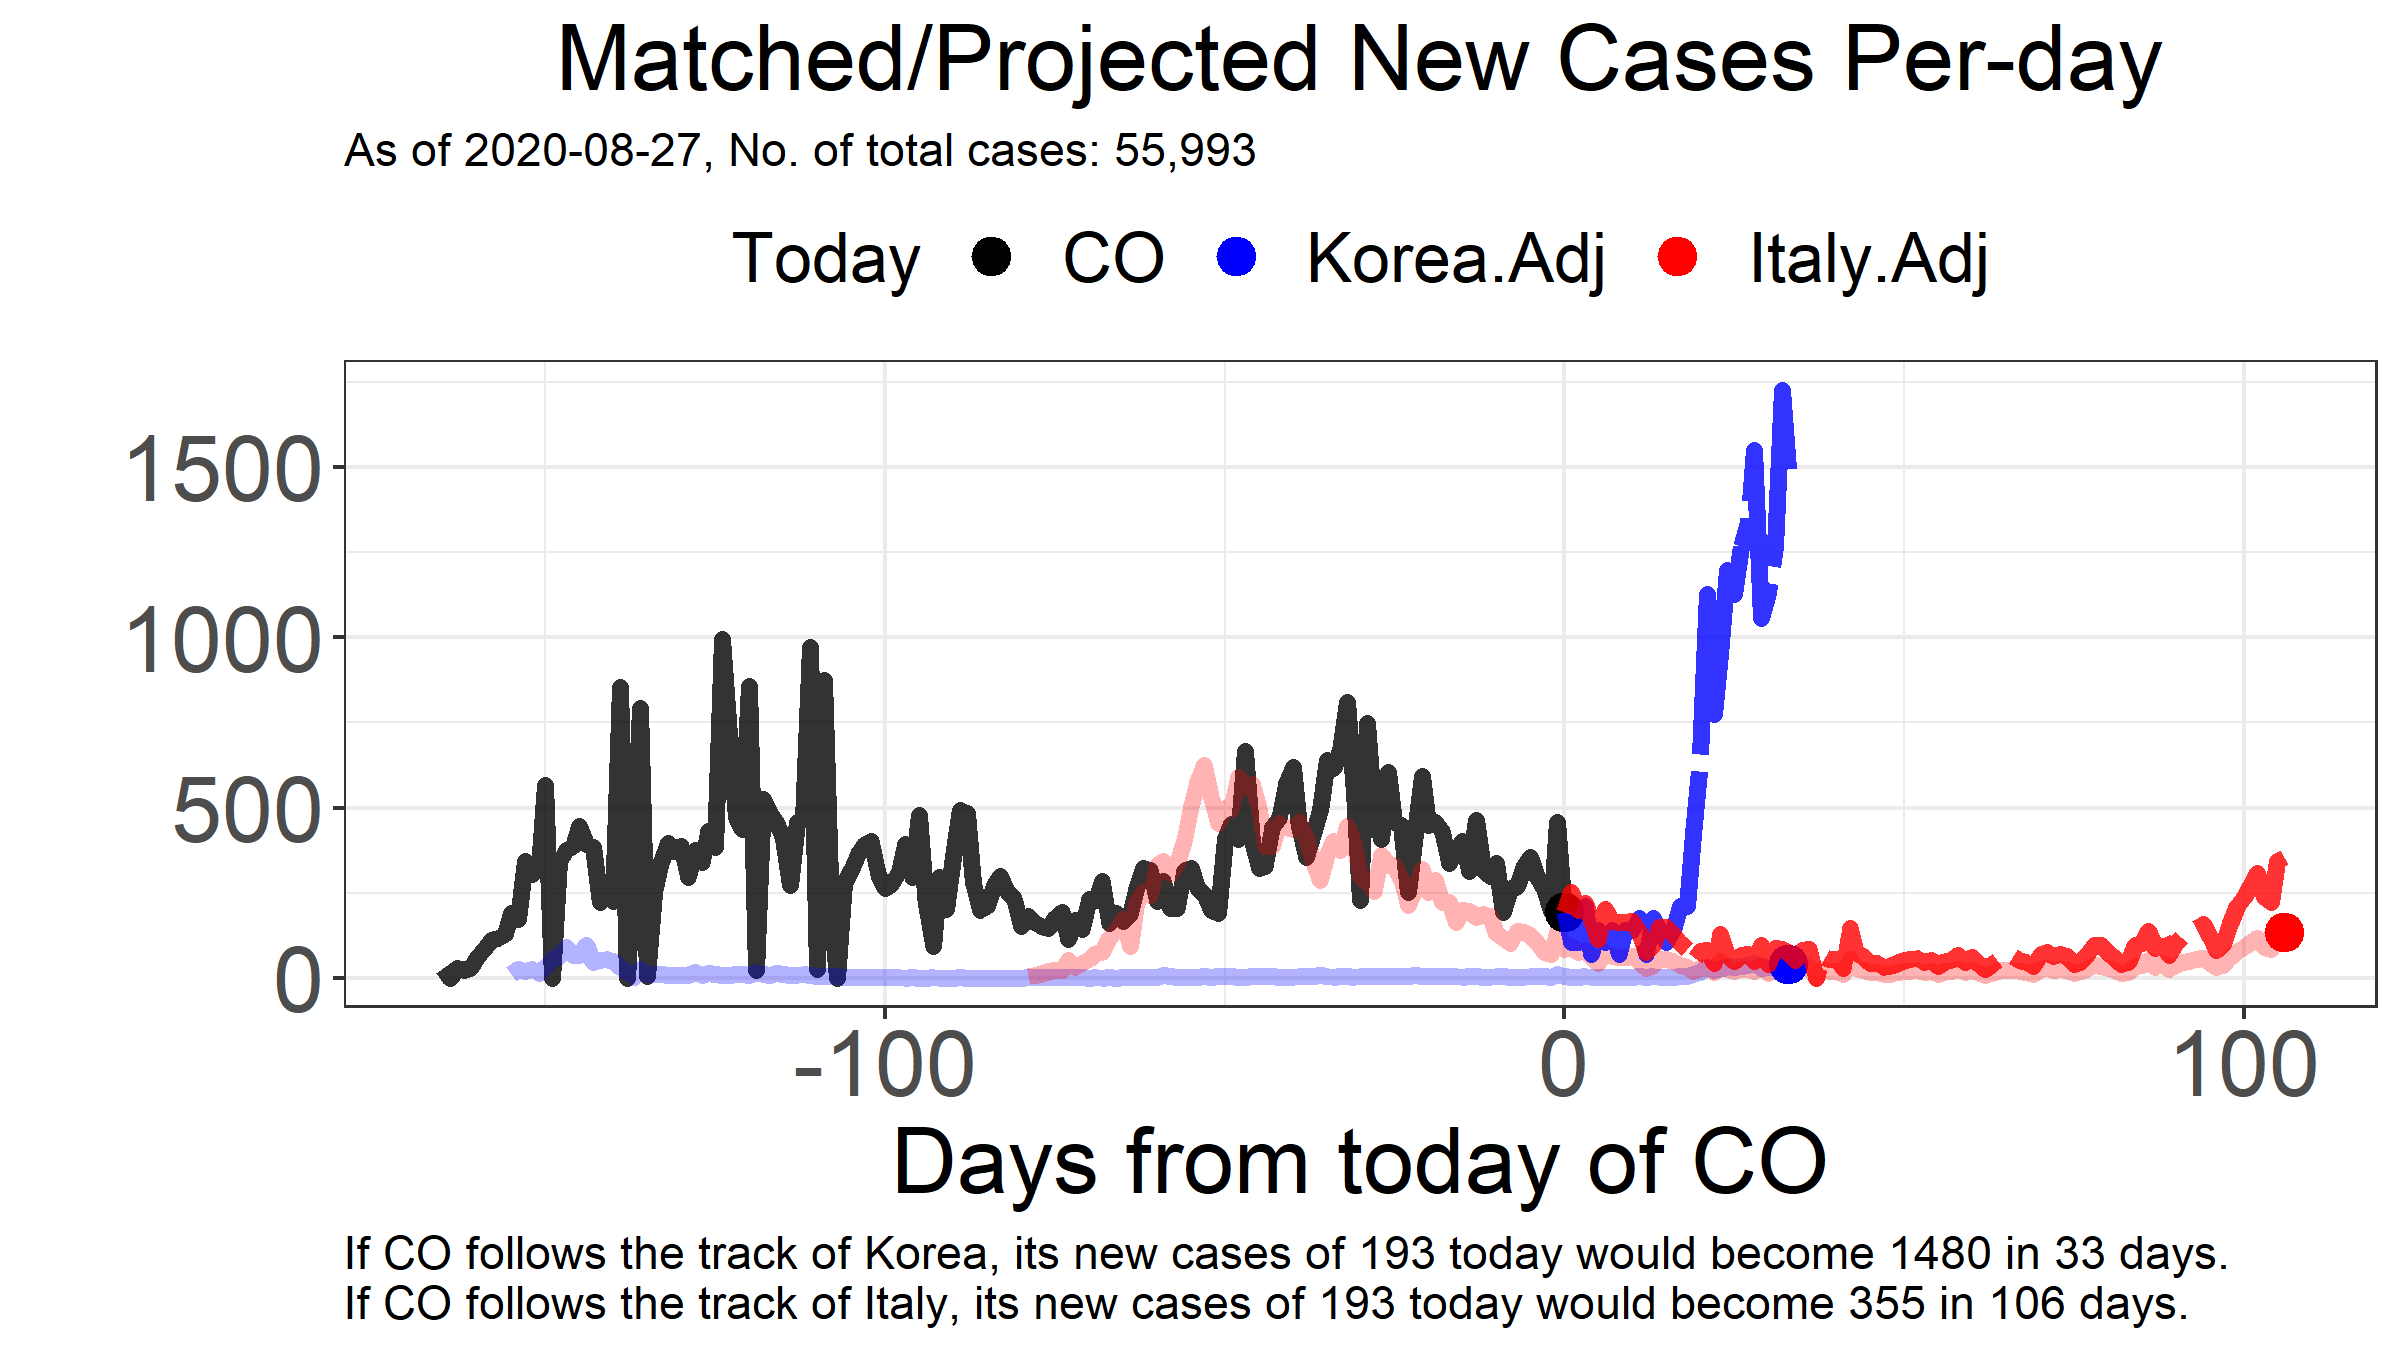 Matched/Projected New Cases Per-day
As of 2020-08-27, No. of total cases: 55,993
Today CO Korea.Adj Italy.Adj
1500
1000
500
0
-100 0 100
Days from today of CO
If CO follows the track of Korea, its new cases of 193 today would become 1480 in 33 days.
If CO follows the track of Italy, its new cases of 193 today would become 355 in 106 days.